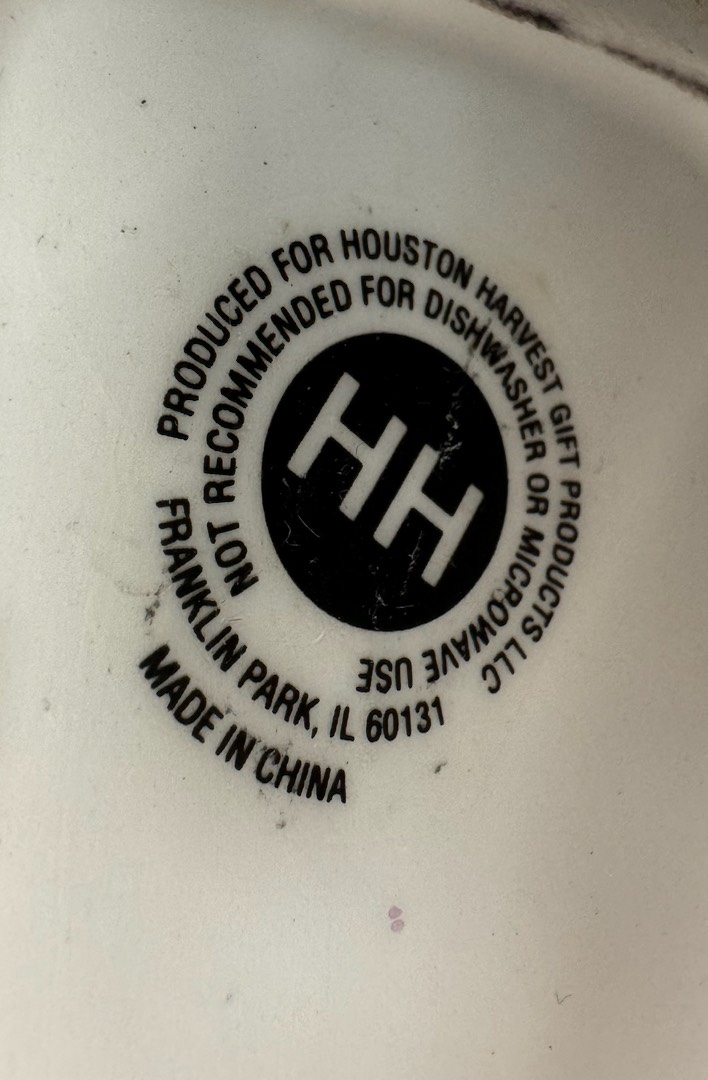 PRODUCED FOR HOUSTON HARVEST GIFT PRODUCTS LLC
FRANKLIN PARK, IL 60131
NOT RECOMMENDED FOR DISHWASHER OR MICROWAVE USE
HH
MADE IN CHINA